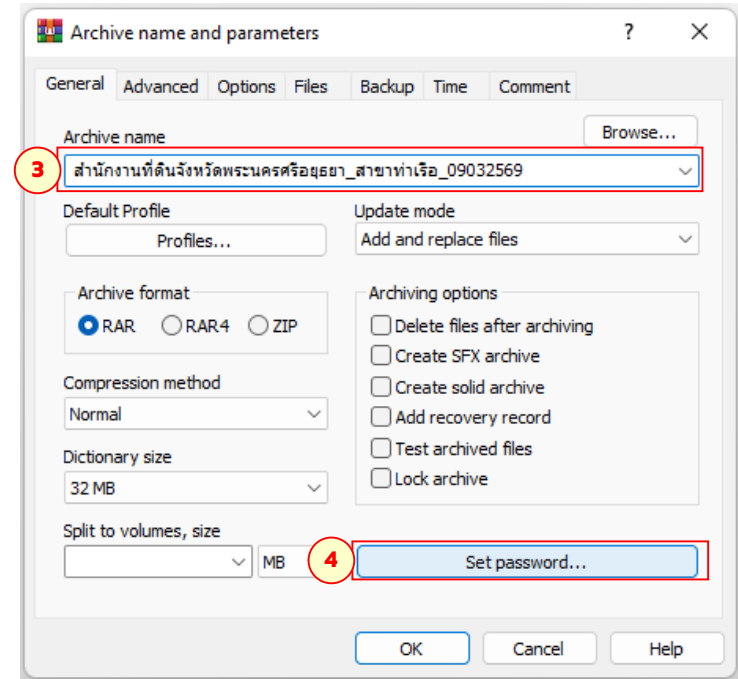 Archive name and parameters
?
General Advanced Options Files Backup Time Comment
Archive name
Browse...
3
สำนักงานที่ดินจังหวัดพระนครศรีอยุธยา_สาขาท่าเรือ_09032569
Default Profile
Update mode
Profiles...
Add and replace files
Archive format
Archiving options
RAR RAR4 ZIP
Delete files after archiving
Create SFX archive
Compression method
Create solid archive
Normal
Add recovery record
Test archived files
Dictionary size
Lock archive
32 MB
Split to volumes, size
MB
4
Set password...
OK Cancel Help